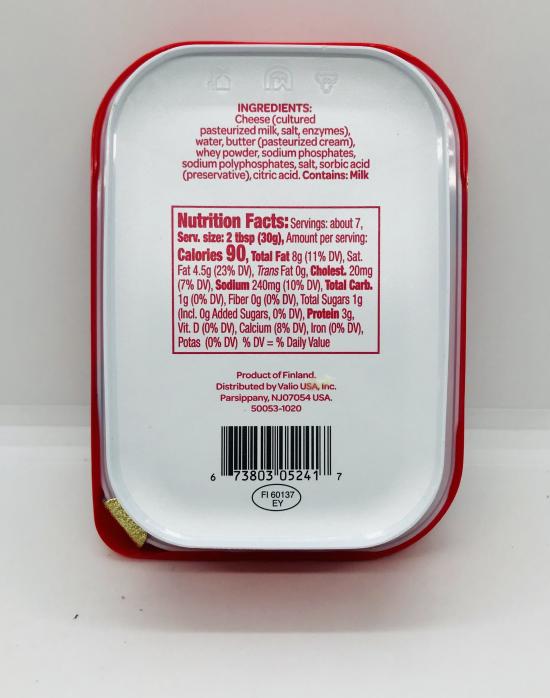 INGREDIENTS:
Cheese (cultured
pasteurized milk, salt, enzymes),
water, butter (pasteurized cream),
whey powder, sodium phosphates,
sodium polyphosphates, salt, sorbic acid
(preservative), citric acid. Contains: Milk
Nutrition Facts: Servings: about 7,
Serv. size: 2 tbsp (30g), Amount per serving:
Calories 90, Total Fat 8g (11% DV), Sat.
Fat 4.5g (23% DV), Trans Fat 0g, Cholest. 20mg
(7% DV), Sodium 240mg (10% DV), Total Carb.
1g (0% DV), Fiber 0g (0% DV), Total Sugars 1g
(Incl. 0g Added Sugars, 0% DV), Protein 3g,
Vit. D (0% DV), Calcium (8% DV), Iron (0% DV),
Potas (0% DV) % DV = % Daily Value
Product of Finland.
Distributed by Valio USA, Inc.
Parsippany, NJ07054 USA.
50053-1020
6 73803 05241 7
FI 60137
EY